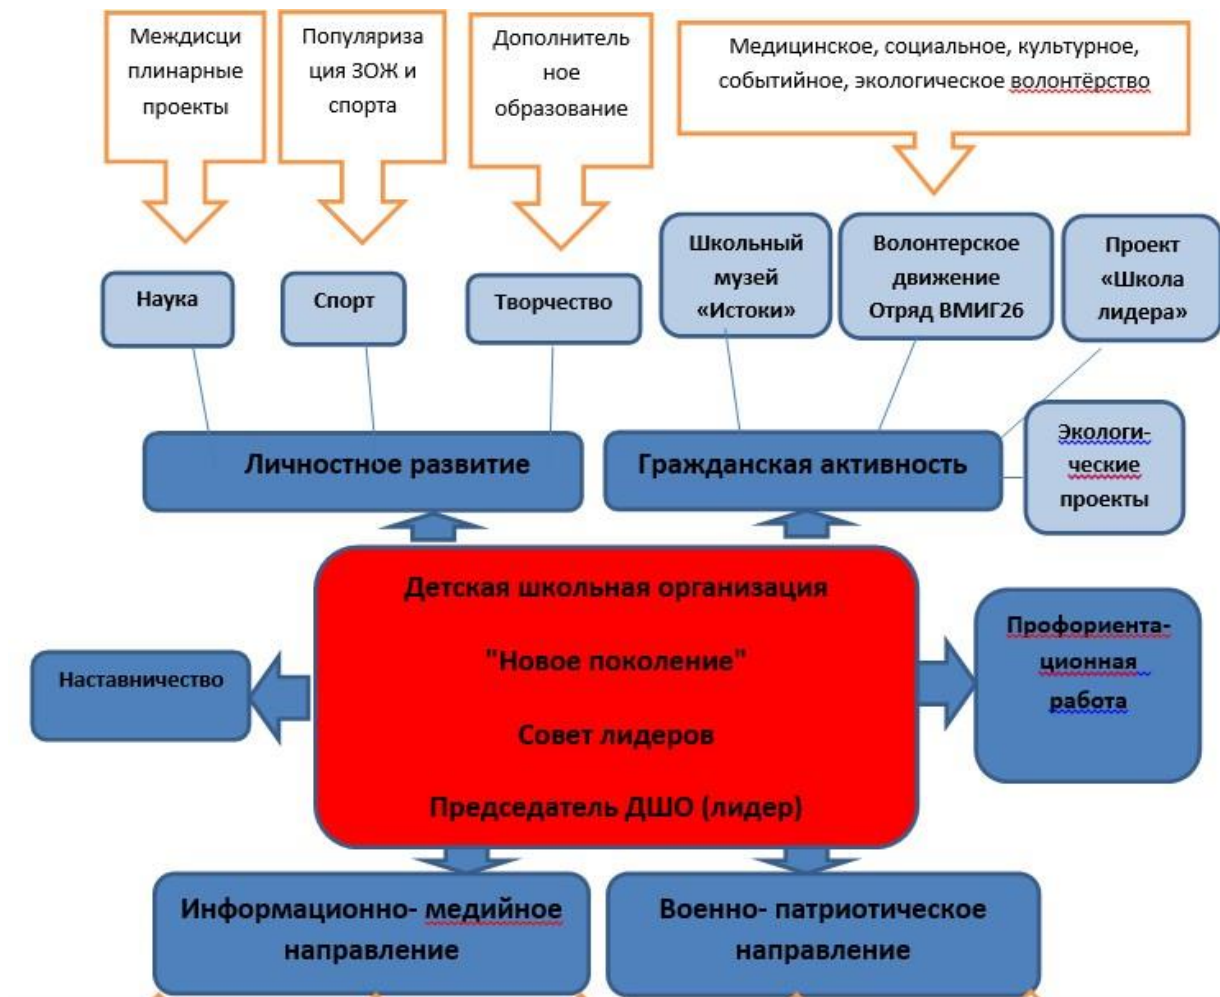 Междисци
плинарные
проекты
Популяриза
ция ЗОЖ и
спорта
Дополнитель
ное
образование
Медицинское, социальное, культурное,
событийное, экологическое волонтёрство
Наука
Спорт
Творчество
Школьный
музей
«Истоки»
Волонтерское
движение
Отряд ВМИГ26
Проект
«Школа
лидера»
Личностное развитие
Гражданская активность
Экологи-
ческие
проекты
Детская школьная организация
"Новое поколение"
Совет лидеров
Председатель ДШО (лидер)
Наставничество
Профориента-
ционная
работа
Информационно- медийное
направление
Военно- патриотическое
направление